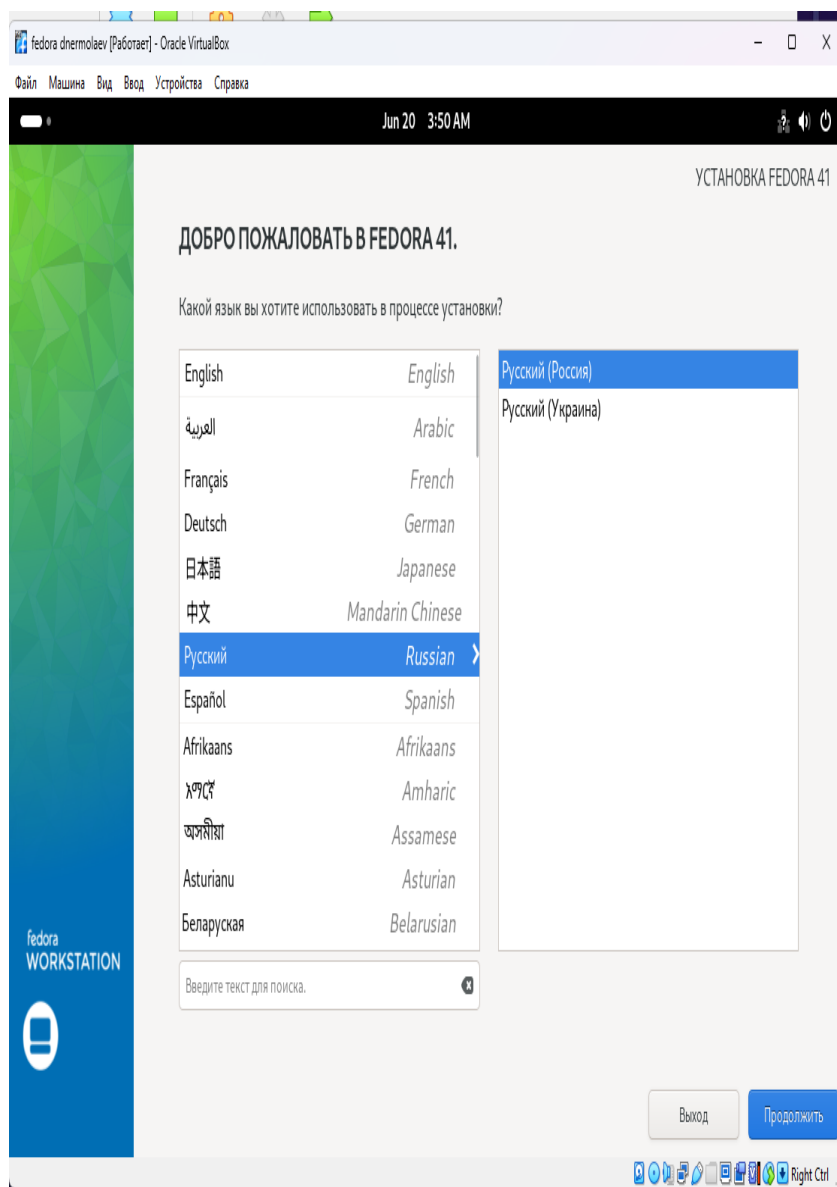 fedora dnermolaev [Работает] - Oracle VirtualBox
Файл Машина Вид Ввод Устройства Справка
Jun 20 3:50 AM
УСТАНОВКА FEDORA 41
ДОБРО ПОЖАЛОВАТЬ В FEDORA 41.
Какой язык вы хотите использовать в процессе установки?
English English
العربية Arabic
Français French
Deutsch German
日本語 Japanese
中文 Mandarin Chinese
Русский Russian
Español Spanish
Afrikaans Afrikaans
አማርኛ Amharic
অসমীয়া Assamese
Asturianu Asturian
Беларуская Belarusian
Русский (Россия)
Русский (Украина)
Введите текст для поиска.
fedora
WORKSTATION
Выход Продолжить
Right Ctrl